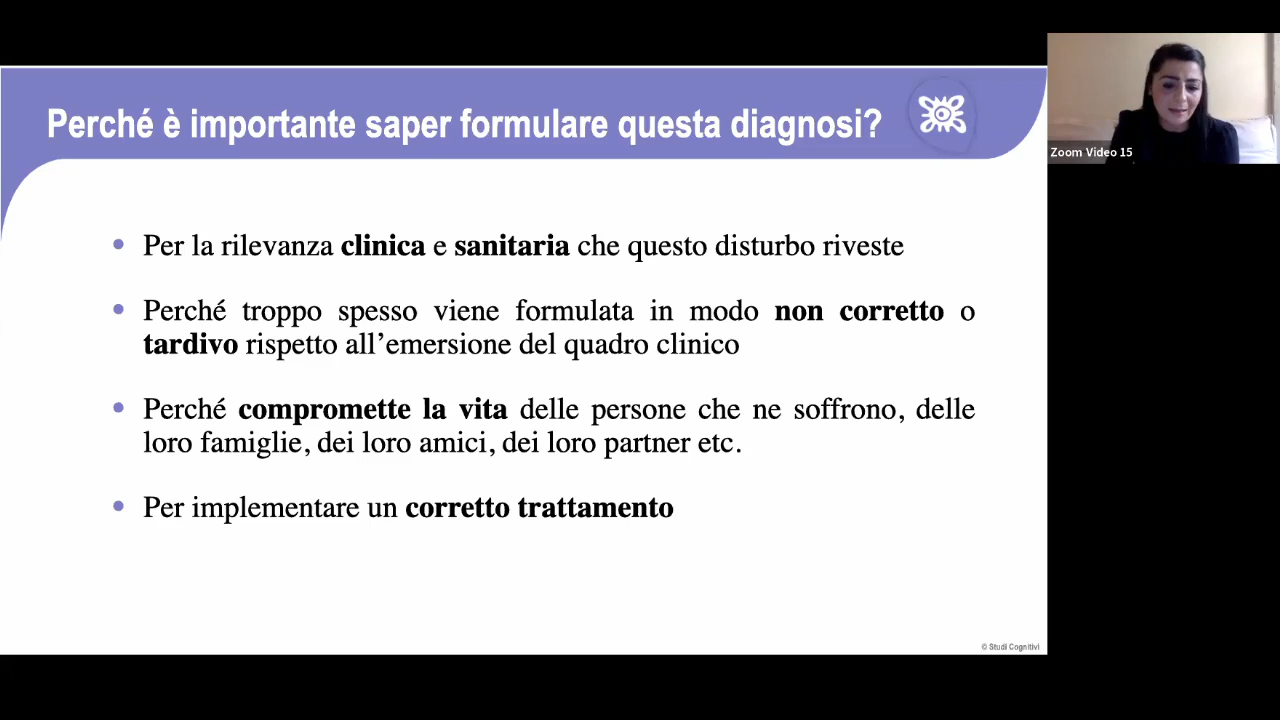 Perché è importante saper formulare questa diagnosi?
Zoom Video 15
• Per la rilevanza clinica e sanitaria che questo disturbo riveste
• Perché troppo spesso viene formulata in modo non corretto o
tardivo rispetto all’emersione del quadro clinico
• Perché compromette la vita delle persone che ne soffrono, delle
loro famiglie, dei loro amici, dei loro partner etc.
• Per implementare un corretto trattamento
© Studi Cognitivi